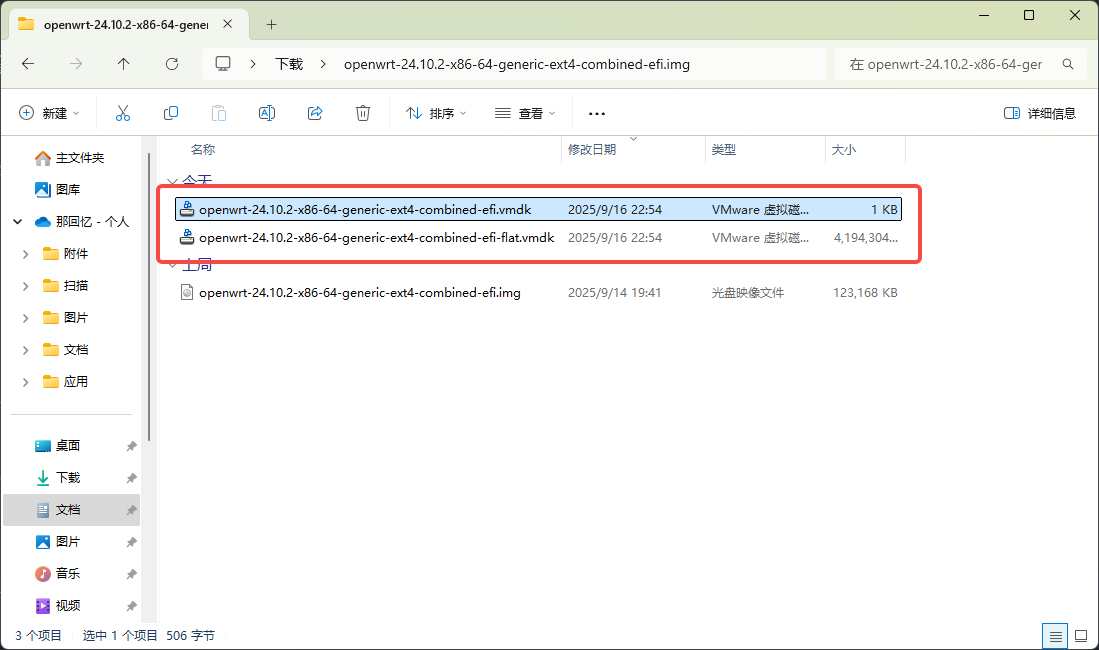 openwrt-24.10.2-x86-64-gener
下载 openwrt-24.10.2-x86-64-generic-ext4-combined-efi.img 在 openwrt-24.10.2-x86-64-ger
新建 排序 查看 详细信息
名称 修改日期 类型 大小
今天
openwrt-24.10.2-x86-64-generic-ext4-combined-efi.vmdk 2025/9/16 22:54 VMware 虚拟磁... 1 KB
openwrt-24.10.2-x86-64-generic-ext4-combined-efi-flat.vmdk 2025/9/16 22:54 VMware 虚拟磁... 4,194,304...
上周
openwrt-24.10.2-x86-64-generic-ext4-combined-efi.img 2025/9/14 19:41 光盘映像文件 123,168 KB
主文件夹
图库
那回忆 - 个人
附件
扫描
图片
文档
应用
桌面
下载
文档
图片
音乐
视频
3 个项目 选中 1 个项目 506 字节